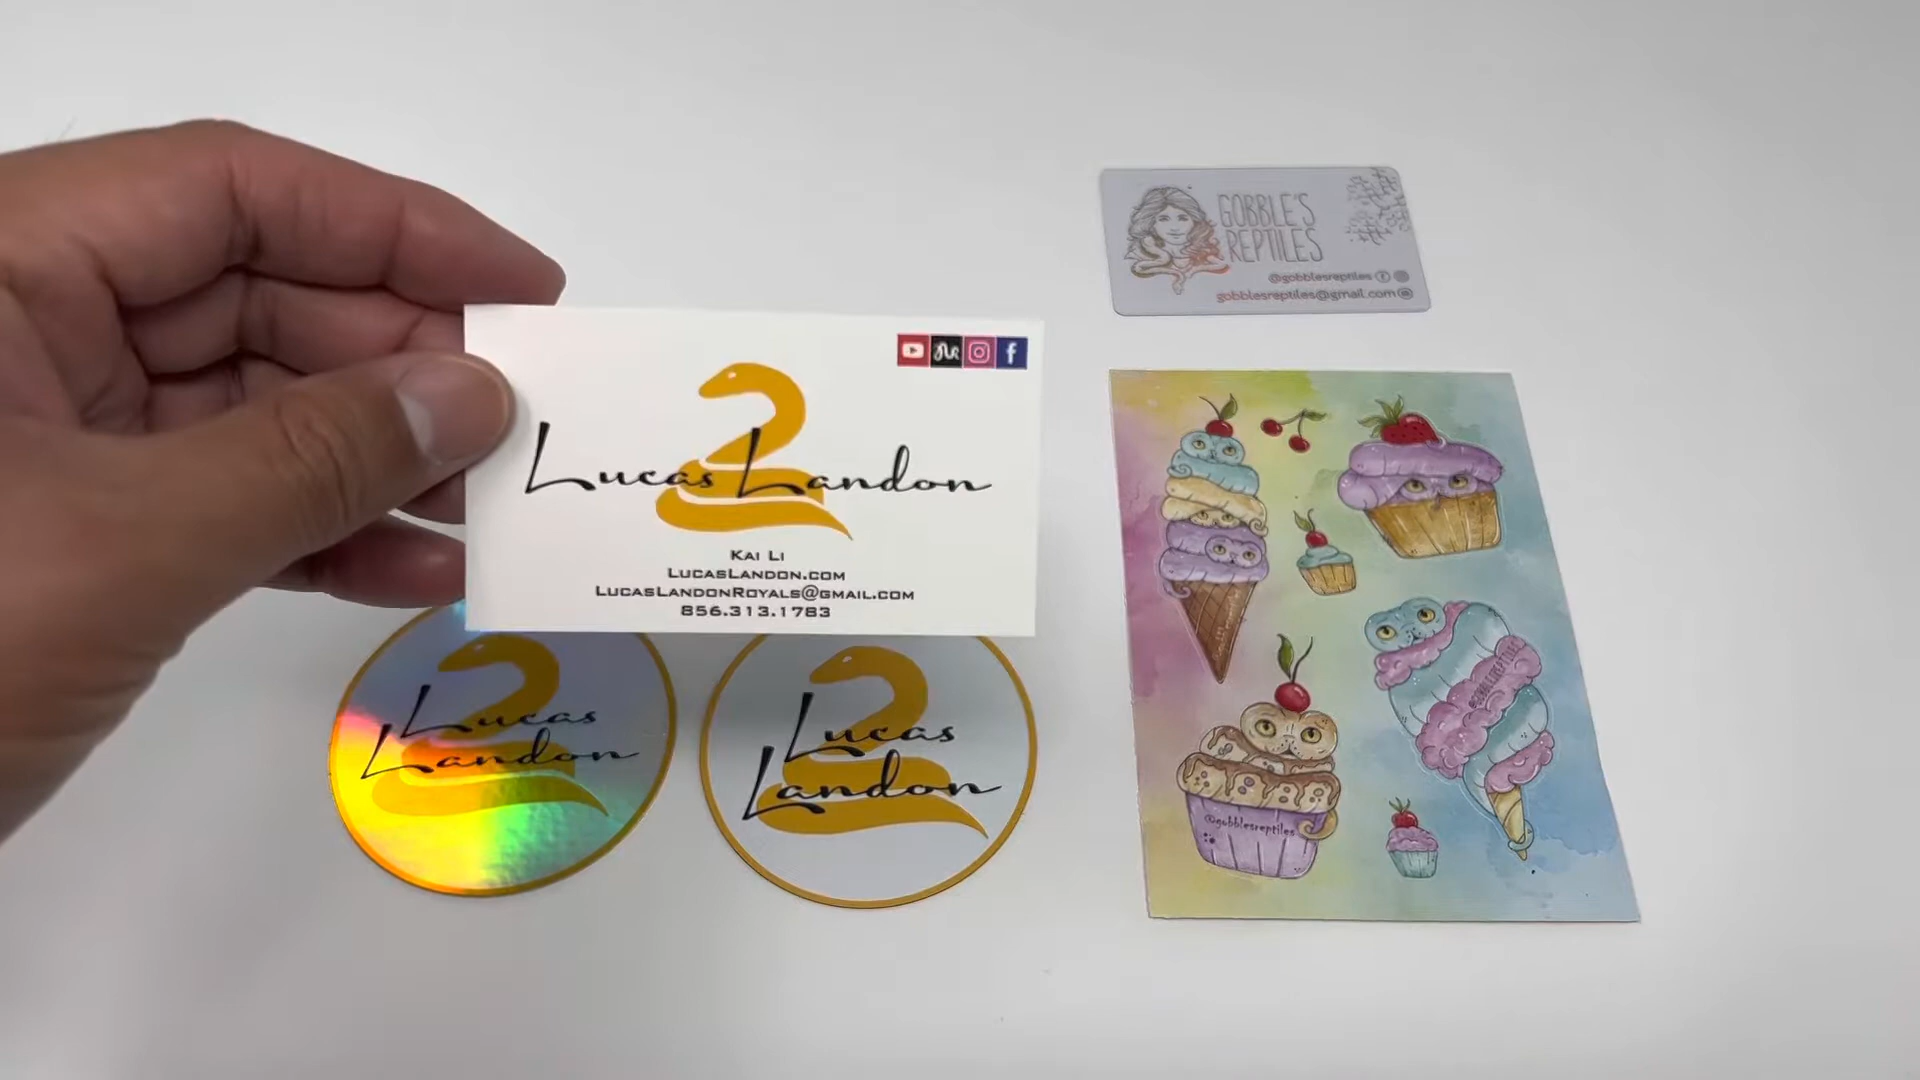 Lucas Landon
Kai Li
LucasLandon.com
LucasLandonRoyals@gmail.com
856.313.1783
Lucas
Landon
Lucas
Landon
GOBBLE'S
REPTILES
@gobblesreptiles
gobblesreptiles@gmail.com
@GOBBLESREPTILES
@gobblesreptiles